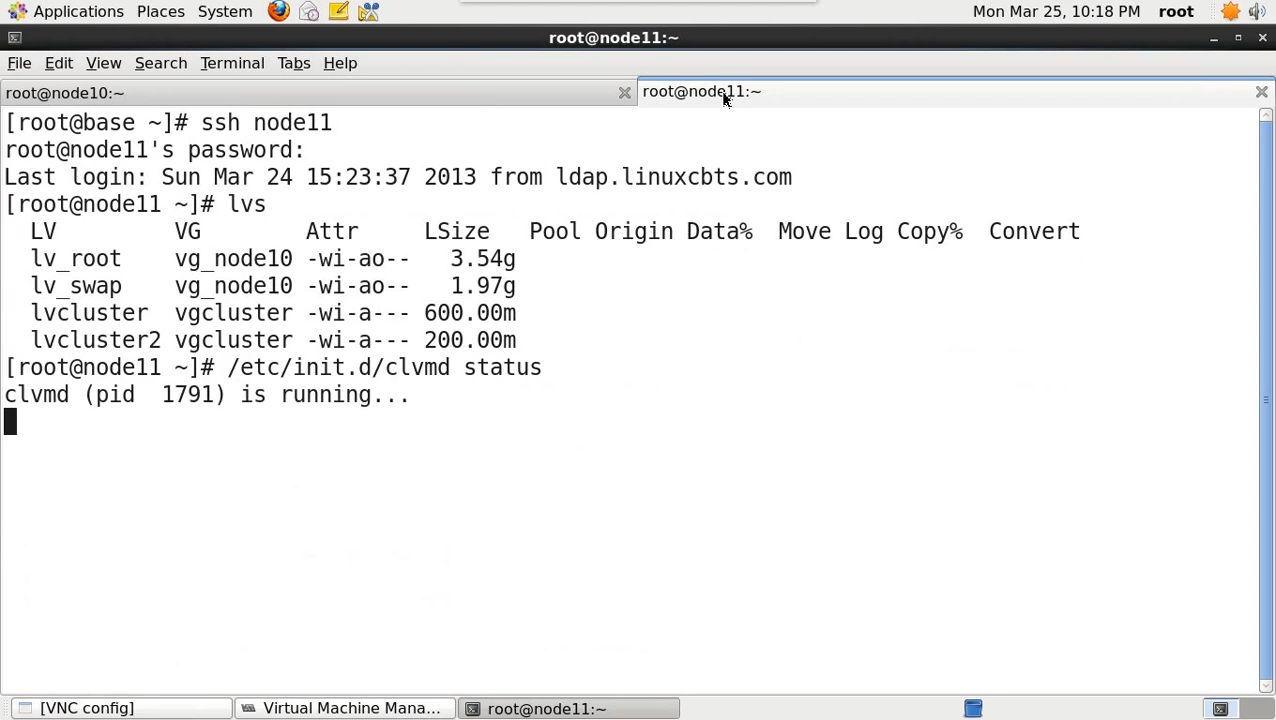 Applications Places System Mon Mar 25, 10:18 PM root
root@node11:~
File Edit View Search Terminal Tabs Help
root@node10:~ root@node11:~
[root@base ~]# ssh node11
root@node11's password:
Last login: Sun Mar 24 15:23:37 2013 from ldap.linuxcbts.com
[root@node11 ~]# lvs
LV VG Attr LSize Pool Origin Data% Move Log Copy% Convert
lv_root vg_node10 -wi-ao-- 3.54g
lv_swap vg_node10 -wi-ao-- 1.97g
lvcluster vgcluster -wi-a--- 600.00m
lvcluster2 vgcluster -wi-a--- 200.00m
[root@node11 ~]# /etc/init.d/clvmd status
clvmd (pid 1791) is running...
[VNC config] Virtual Machine Mana... root@node11:~